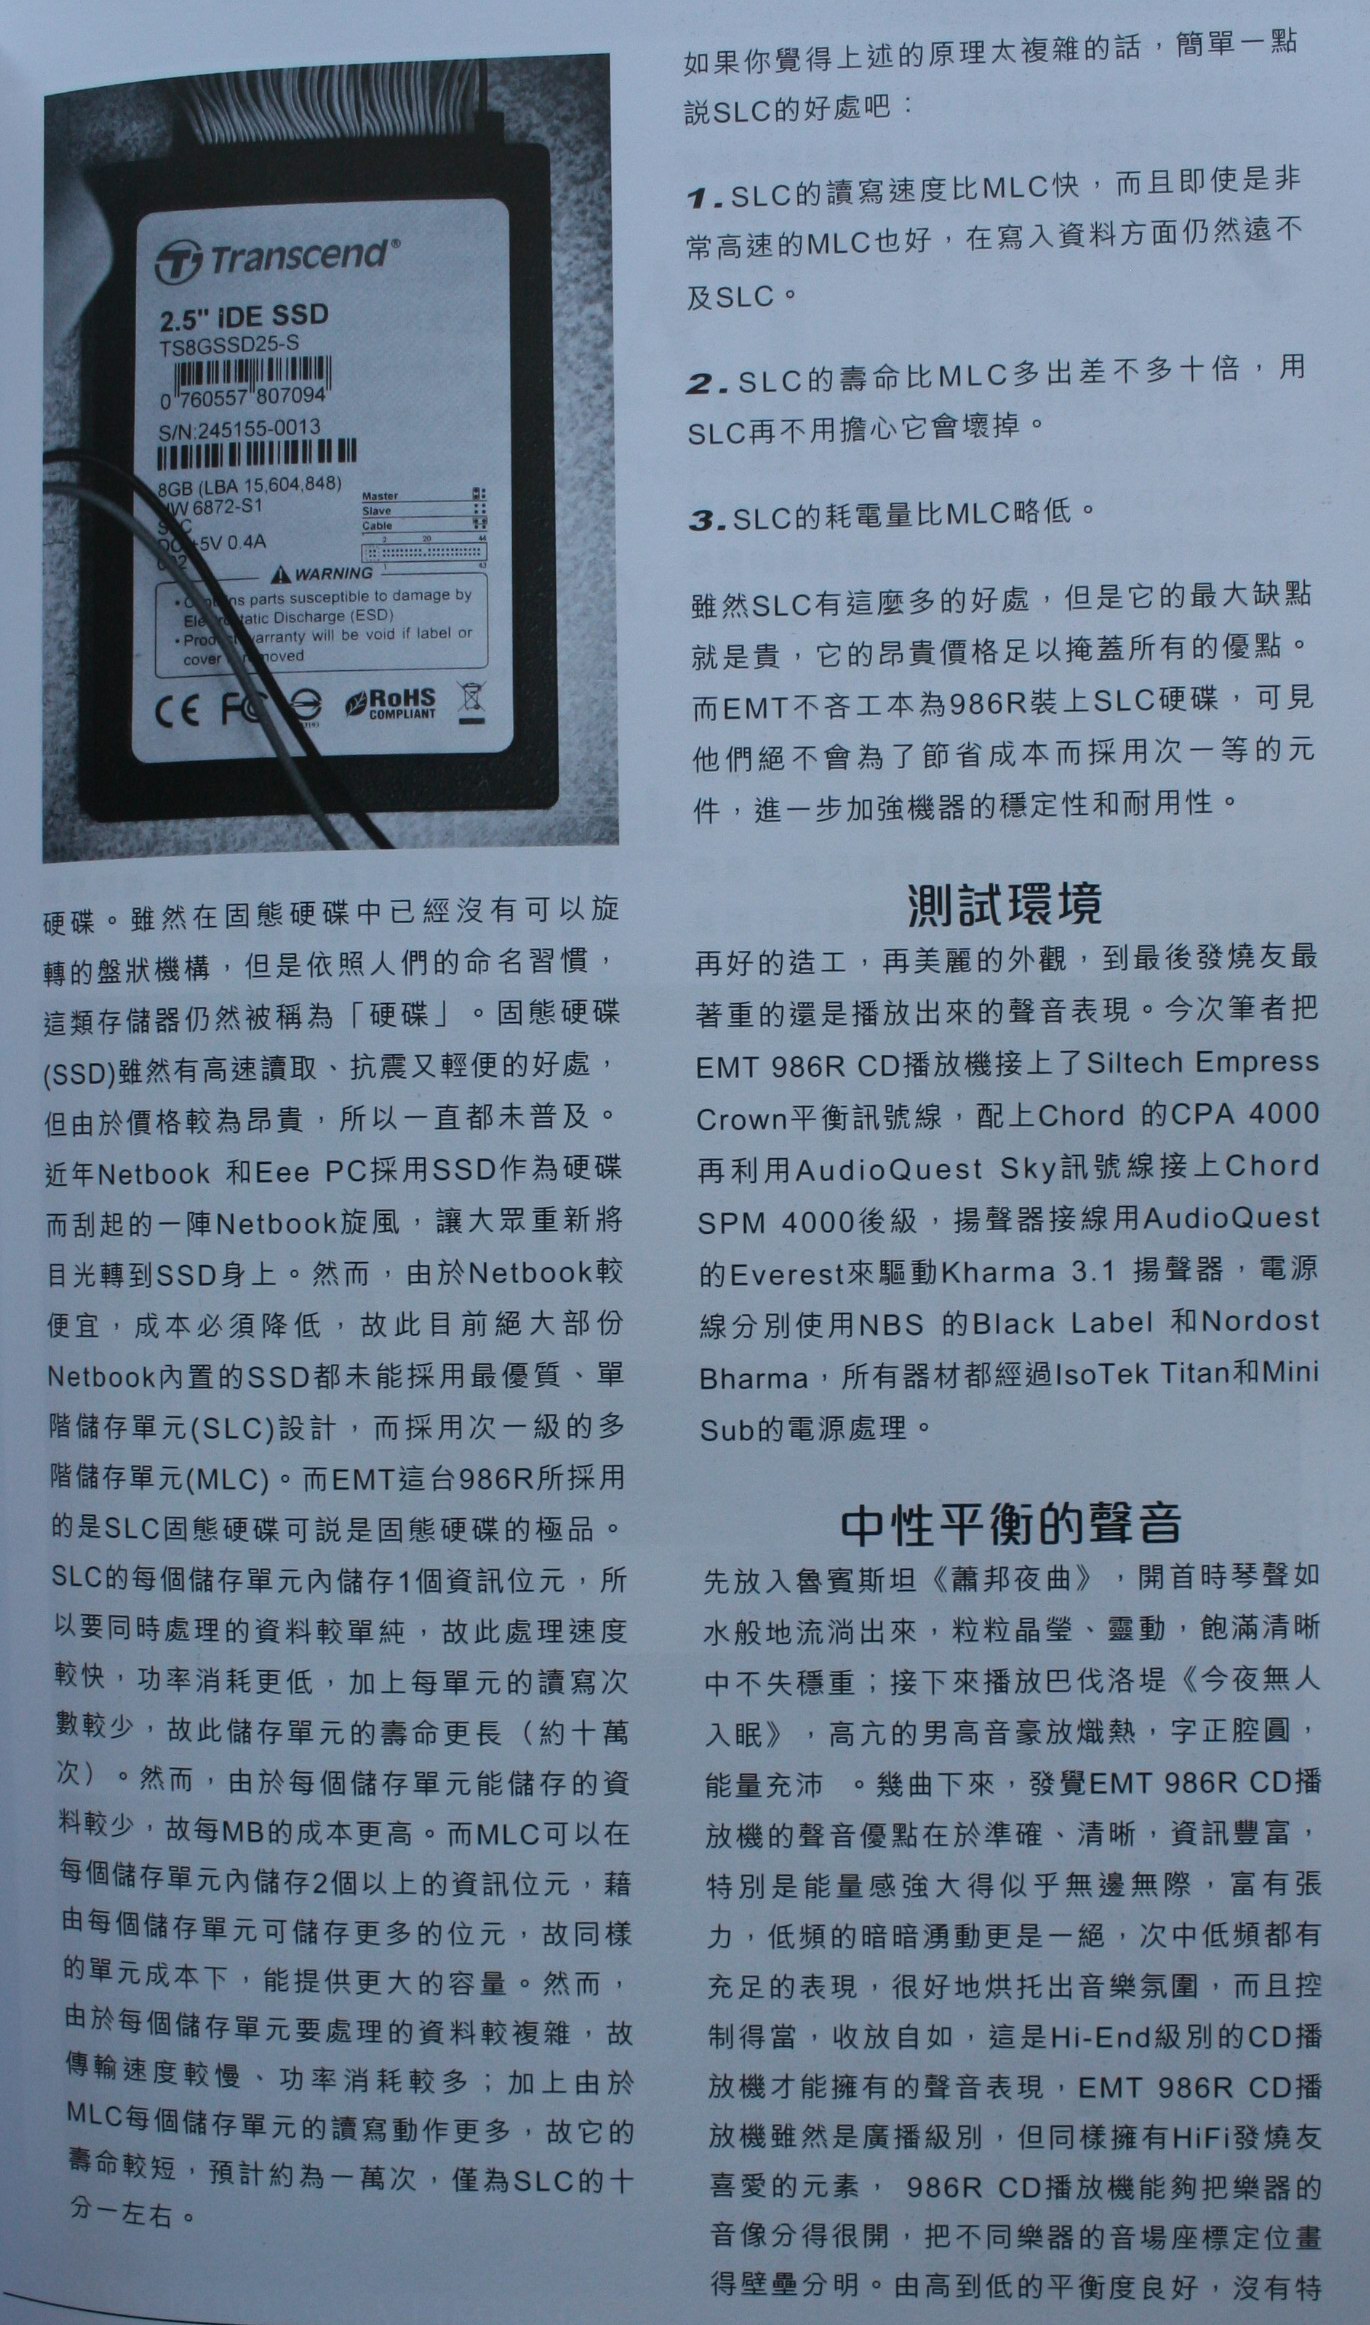 Transcend®
2.5" iDE SSD
TS8GSSD25-S
0 760557 807094
S/N:245155-0013
8GB (LBA 15,604,848)
6872-S1
+5V 0.4A
Master
Slave
Cable
2 20 44
1 43
WARNING
• parts susceptible to damage by
Discharge (ESD)
• warranty will be void if label or
cover
CE FC
RoHS
COMPLIANT
硬碟。雖然在固態硬碟中已經沒有可以旋
轉的盤狀機構，但是依照人們的命名習慣，
這類存儲器仍然被稱為「硬碟」。固態硬碟
(SSD)雖然有高速讀取、抗震又輕便的好處，
但由於價格較為昂貴，所以一直都未普及。
近年Netbook 和Eee PC採用SSD作為硬碟
而刮起的一陣Netbook旋風，讓大眾重新將
目光轉到SSD身上。然而，由於Netbook較
便宜，成本必須降低，故此目前絕大部份
Netbook內置的SSD都未能採用最優質、單
階儲存單元(SLC)設計，而採用次一級的多
階儲存單元(MLC)。而EMT這台986R所採用
的是SLC固態硬碟可說是固態硬碟的極品。
SLC的每個儲存單元內儲存1個資訊位元，所
以要同時處理的資料較單純，故此處理速度
較快，功率消耗更低，加上每單元的讀寫次
數較少，故此儲存單元的壽命更長（約十萬
次）。然而，由於每個儲存單元能儲存的資
料較少，故每MB的成本更高。而MLC可以在
每個儲存單元內儲存2個以上的資訊位元，藉
由每個儲存單元可儲存更多的位元，故同樣
的單元成本下，能提供更大的容量。然而，
由於每個儲存單元要處理的資料較複雜，故
傳輸速度較慢、功率消耗較多；加上由於
MLC每個儲存單元的讀寫動作更多，故它的
壽命較短，預計約為一萬次，僅為SLC的十
分一左右。
如果你覺得上述的原理太複雜的話，簡單一點
說SLC的好處吧：
1.SLC的讀寫速度比MLC快，而且即使是非
常高速的MLC也好，在寫入資料方面仍然遠不
及SLC。
2.SLC的壽命比MLC多出差不多十倍，用
SLC再不用擔心它會壞掉。
3.SLC的耗電量比MLC略低。
雖然SLC有這麼多的好處，但是它的最大缺點
就是貴，它的昂貴價格足以掩蓋所有的優點。
而EMT不吝工本為986R裝上SLC硬碟，可見
他們絕不會為了節省成本而採用次一等的元
件，進一步加強機器的穩定性和耐用性。
測試環境
再好的造工，再美麗的外觀，到最後發燒友最
著重的還是播放出來的聲音表現。今次筆者把
EMT 986R CD播放機接上了Siltech Empress
Crown平衡訊號線，配上Chord 的CPA 4000
再利用AudioQuest Sky訊號線接上Chord
SPM 4000後級，揚聲器接線用AudioQuest
的Everest來驅動Kharma 3.1 揚聲器，電源
線分別使用NBS 的Black Label 和Nordost
Bharma，所有器材都經過IsoTek Titan和Mini
Sub的電源處理。
中性平衡的聲音
先放入魯賓斯坦《蕭邦夜曲》，開首時琴聲如
水般地流淌出來，粒粒晶瑩、靈動，飽滿清晰
中不失穩重；接下來播放巴伐洛堤《今夜無人
入眠》，高亢的男高音豪放熾熱，字正腔圓，
能量充沛 。幾曲下來，發覺EMT 986R CD播
放機的聲音優點在於準確、清晰，資訊豐富，
特別是能量感強大得似乎無邊無際，富有張
力，低頻的暗暗湧動更是一絕，次中低頻都有
充足的表現，很好地烘托出音樂氛圍，而且控
制得當，收放自如，這是Hi-End級別的CD播
放機才能擁有的聲音表現，EMT 986R CD播
放機雖然是廣播級別，但同樣擁有HiFi發燒友
喜愛的元素， 986R CD播放機能夠把樂器的
音像分得很開，把不同樂器的音場座標定位畫
得壁壘分明。由高到低的平衡度良好，沒有特